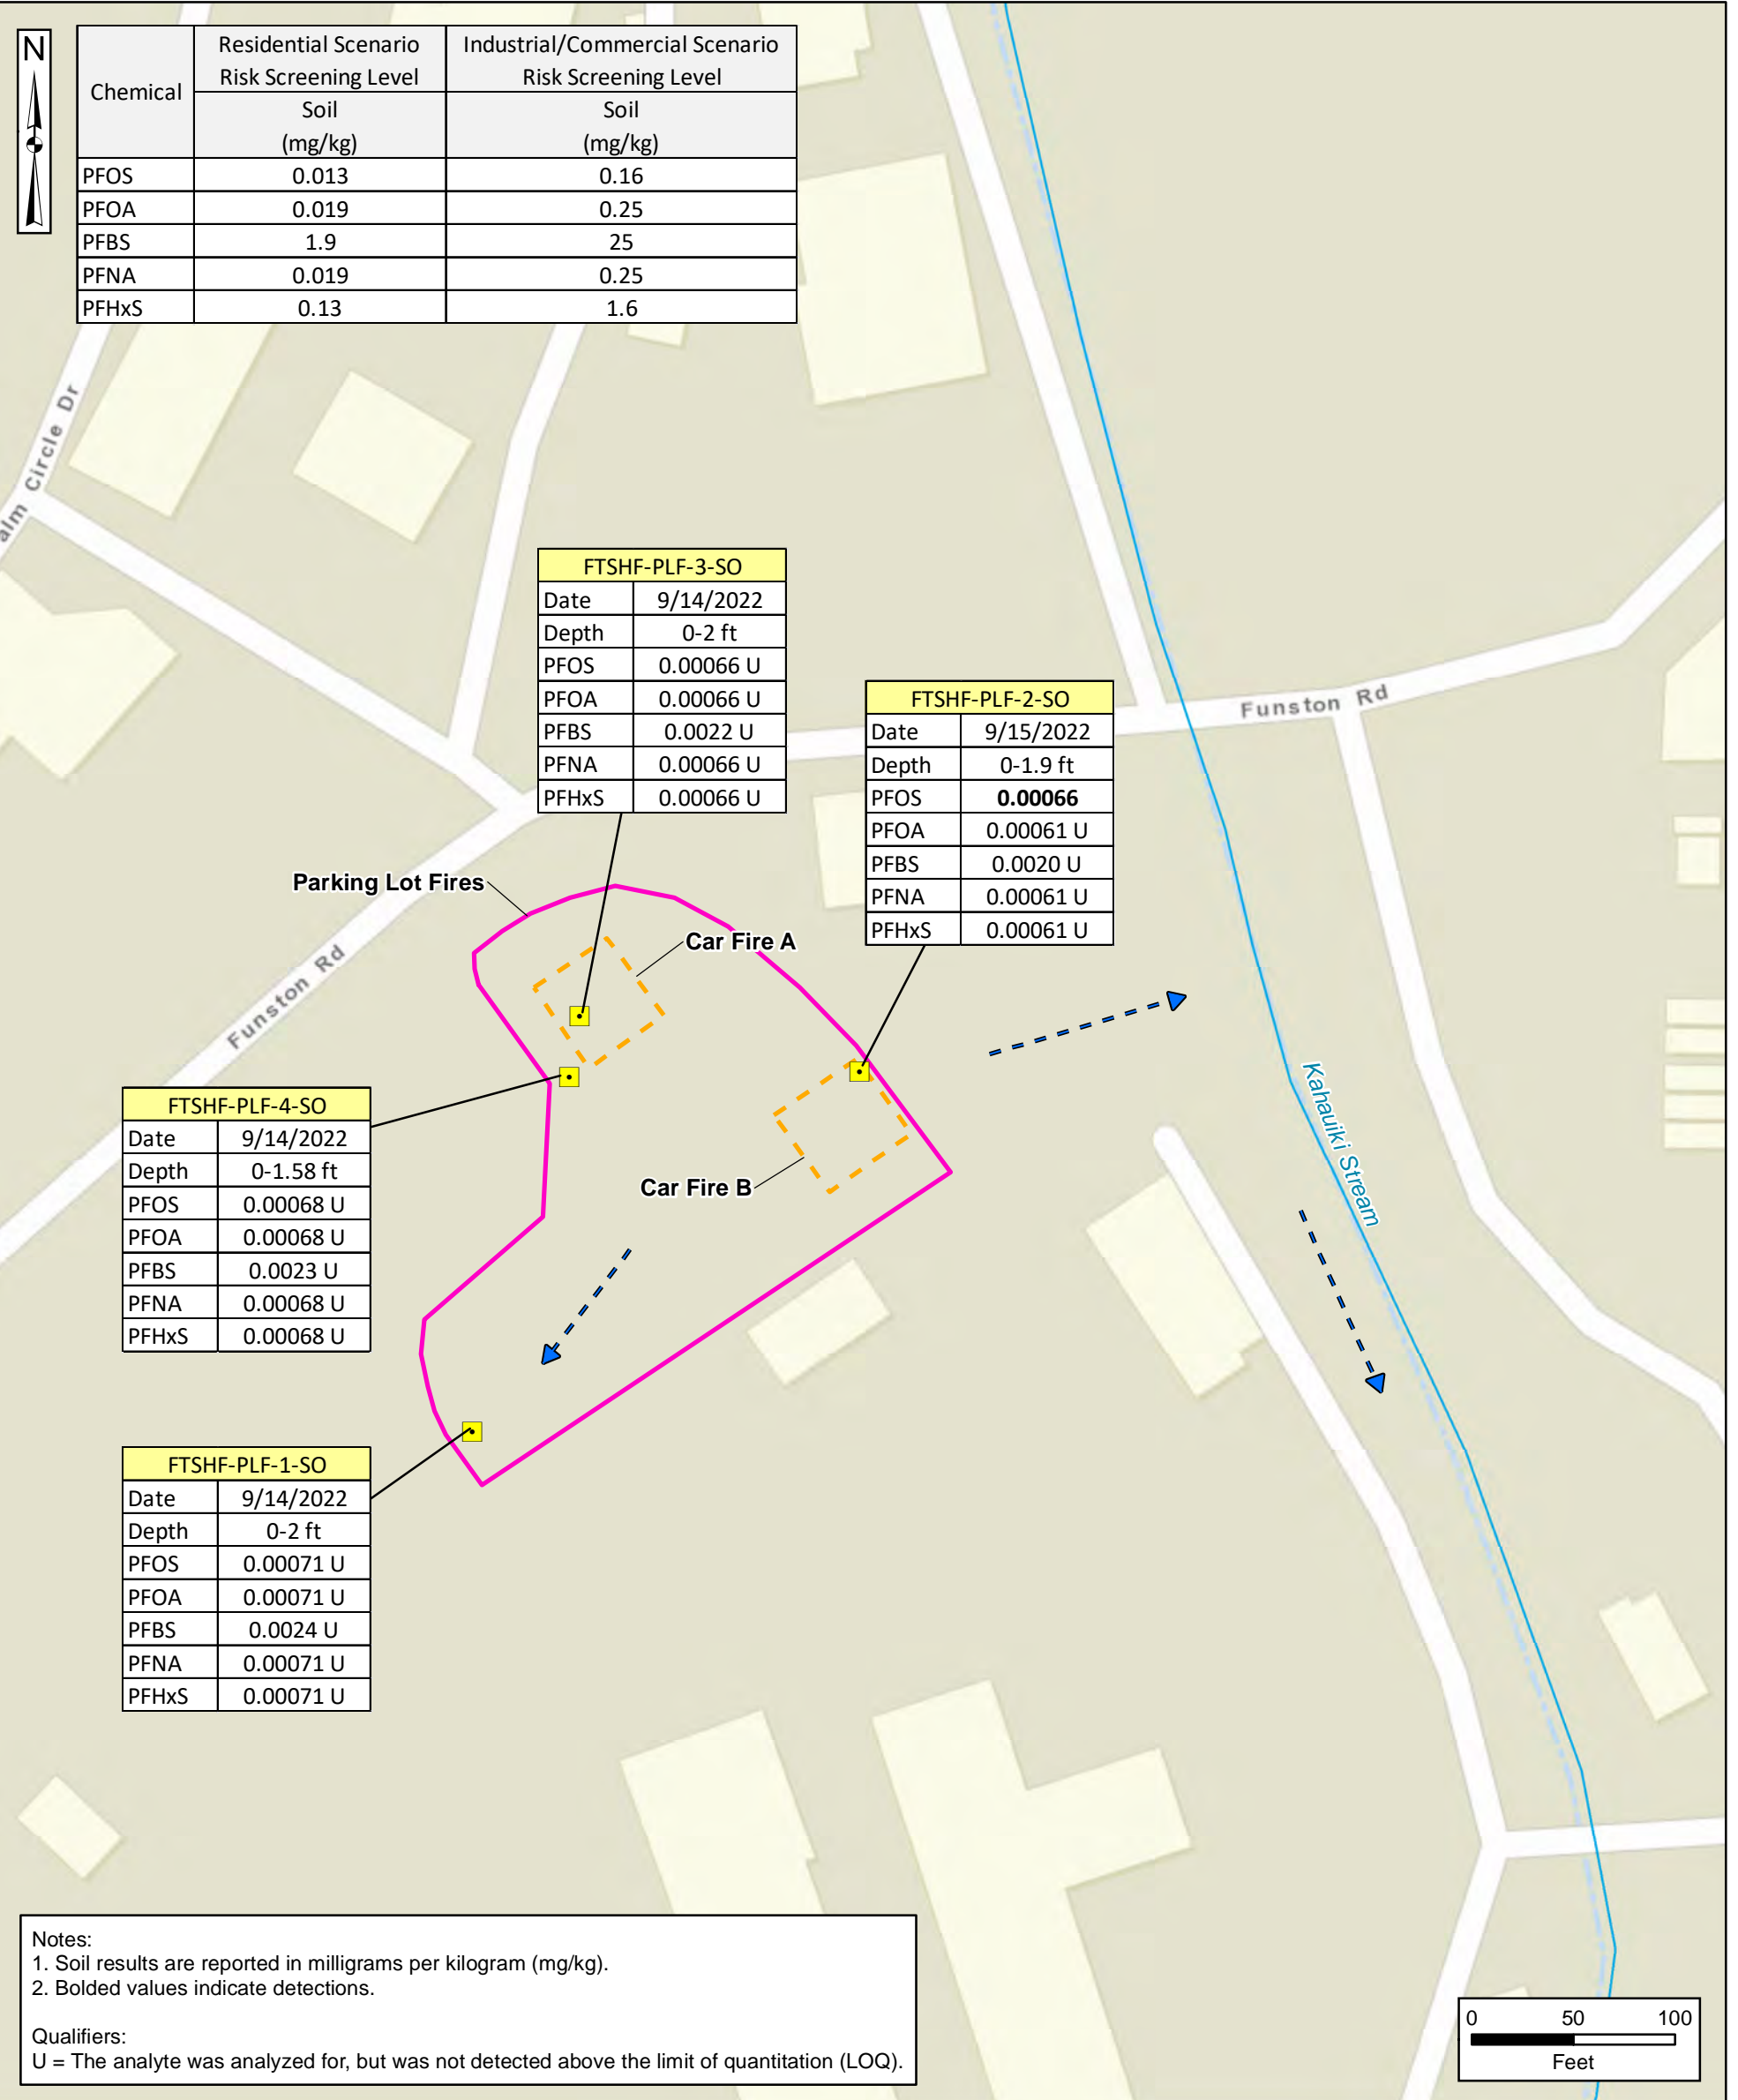 N
Chemical
Residential Scenario
Risk Screening Level
Industrial/Commercial Scenario
Risk Screening Level
Soil
(mg/kg)
Soil
(mg/kg)
PFOS 0.013 0.16
PFOA 0.019 0.25
PFBS 1.9 25
PFNA 0.019 0.25
PFHxS 0.13 1.6
alm Circle Dr
FTSHF-PLF-3-SO
Date 9/14/2022
Depth 0-2 ft
PFOS 0.00066 U
PFOA 0.00066 U
PFBS 0.0022 U
PFNA 0.00066 U
PFHxS 0.00066 U
FTSHF-PLF-2-SO
Date 9/15/2022
Depth 0-1.9 ft
PFOS 0.00066
PFOA 0.00061 U
PFBS 0.0020 U
PFNA 0.00061 U
PFHxS 0.00061 U
Funston Rd
Parking Lot Fires
Car Fire A
Funston Rd
Car Fire B
Kahauiki Stream
FTSHF-PLF-4-SO
Date 9/14/2022
Depth 0-1.58 ft
PFOS 0.00068 U
PFOA 0.00068 U
PFBS 0.0023 U
PFNA 0.00068 U
PFHxS 0.00068 U
FTSHF-PLF-1-SO
Date 9/14/2022
Depth 0-2 ft
PFOS 0.00071 U
PFOA 0.00071 U
PFBS 0.0024 U
PFNA 0.00071 U
PFHxS 0.00071 U
Notes:
1. Soil results are reported in milligrams per kilogram (mg/kg).
2. Bolded values indicate detections.
Qualifiers:
U = The analyte was analyzed for, but was not detected above the limit of quantitation (LOQ).
0 50 100
Feet